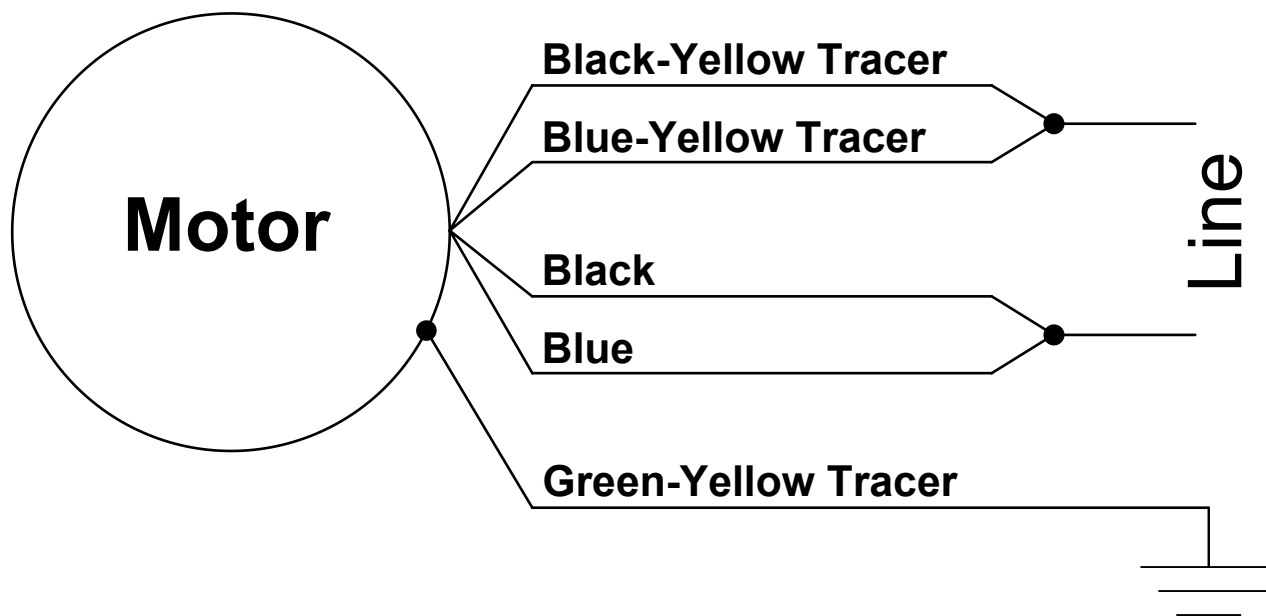 Black-Yellow Tracer
Blue-Yellow Tracer
Motor
Line
Black
Blue
Green-Yellow Tracer